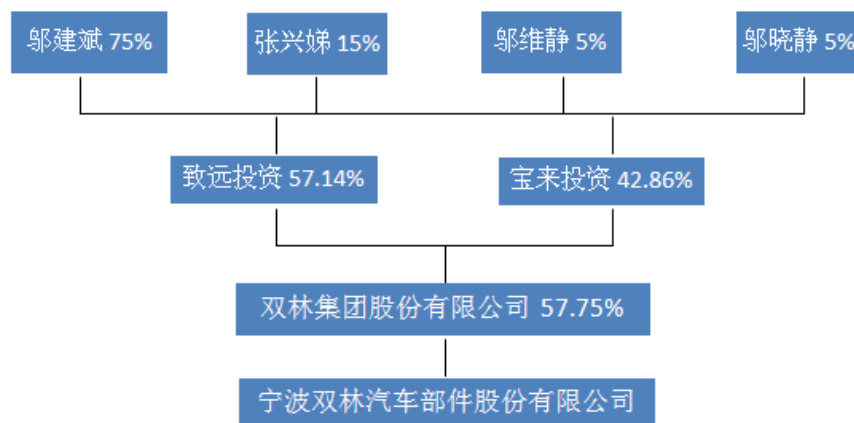 邬建斌 75%
张兴娣 15%
邬维静 5%
邬晓静 5%
致远投资 57.14%
宝来投资 42.86%
双林集团股份有限公司 57.75%
宁波双林汽车部件股份有限公司